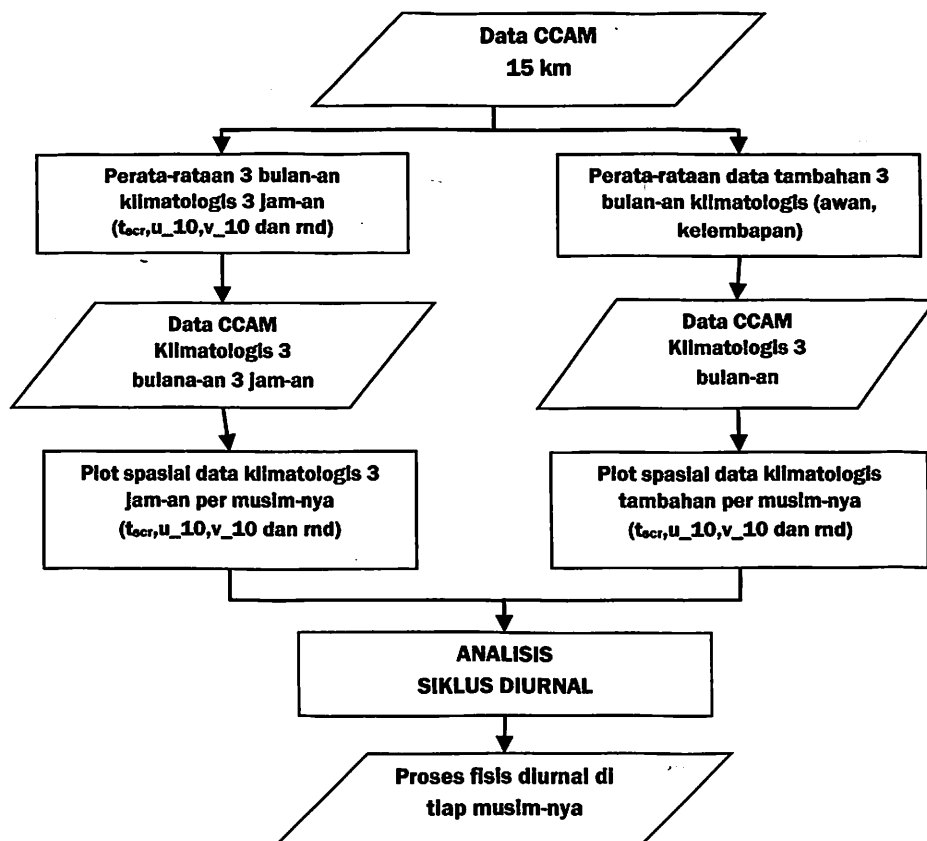 Data CCAM
15 km
Perata-rataan 3 bulan-an
klimatologis 3 jam-an
(tscr,u_10,v_10 dan rnd)
Perata-rataan data tambahan 3
bulan-an klimatologis (awan,
kelembapan)
Data CCAM
Klimatologis 3
bulana-an 3 jam-an
Data CCAM
Klimatologis 3
bulan-an
Plot spasial data klimatologis 3
jam-an per musim-nya
(tscr,u_10,v_10 dan rnd)
Plot spasial data klimatologis
tambahan per musim-nya
(tscr,u_10,v_10 dan rnd)
ANALISIS
SIKLUS DIURNAL
Proses fisis diurnal di
tiap musim-nya